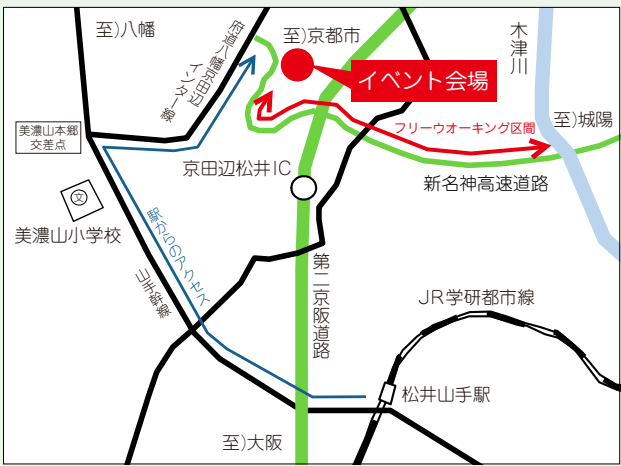 至)八幡
府道八幡京田辺
インター線
至)京都市
木津川
イベント会場
フリーウオーキング区間
至)城陽
美濃山本郷
交差点
京田辺松井IC
新名神高速道路
文
美濃山小学校
駅からのアクセス
山手幹線
第二京阪道路
JR学研都市線
松井山手駅
至)大阪